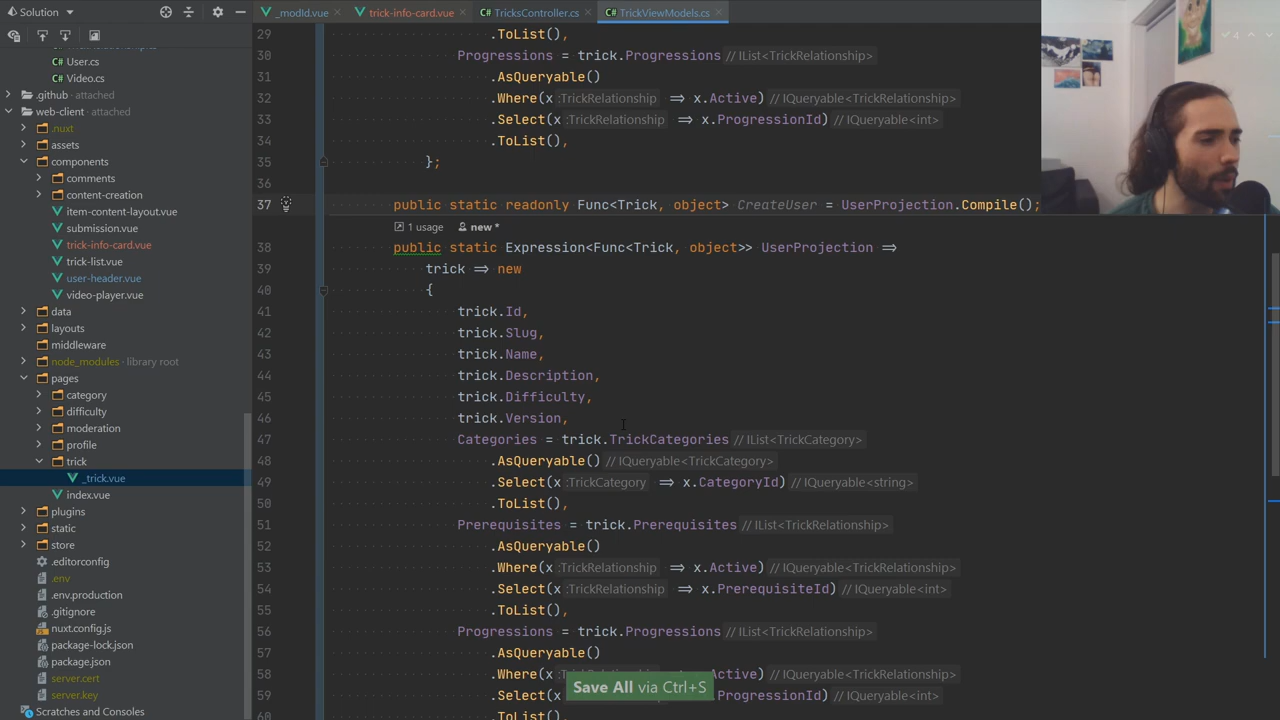 Solution
_modId.vue
trick-info-card.vue
TricksController.cs
TrickViewModels.cs
C# User.cs
C# Video.cs
.github attached
web-client attached
.nuxt
assets
components
comments
content-creation
item-content-layout.vue
submission.vue
trick-info-card.vue
trick-list.vue
user-header.vue
video-player.vue
data
layouts
middleware
node_modules library root
pages
category
difficulty
moderation
profile
trick
_trick.vue
index.vue
plugins
static
store
.editorconfig
.env
.env.production
.gitignore
nuxt.config.js
package-lock.json
package.json
server.cert
server.key
Scratches and Consoles
29 .ToList(),
30 Progressions = trick.Progressions // IList<TrickRelationship>
31 .AsQueryable()
32 .Where(x :TrickRelationship => x.Active) // IQueryable<TrickRelationship>
33 .Select(x :TrickRelationship => x.ProgressionId) // IQueryable<int>
34 .ToList(),
35 };
36
37 public static readonly Func<Trick, object> CreateUser = UserProjection.Compile();
1 usage new *
38 public static Expression<Func<Trick, object>> UserProjection =>
39 trick => new
40 {
41 trick.Id,
42 trick.Slug,
43 trick.Name,
44 trick.Description,
45 trick.Difficulty,
46 trick.Version,
47 Categories = trick.TrickCategories // IList<TrickCategory>
48 .AsQueryable() // IQueryable<TrickCategory>
49 .Select(x :TrickCategory => x.CategoryId) // IQueryable<string>
50 .ToList(),
51 Prerequisites = trick.Prerequisites // IList<TrickRelationship>
52 .AsQueryable()
53 .Where(x :TrickRelationship => x.Active) // IQueryable<TrickRelationship>
54 .Select(x :TrickRelationship => x.PrerequisiteId) // IQueryable<int>
55 .ToList(),
56 Progressions = trick.Progressions // IList<TrickRelationship>
57 .AsQueryable()
58 .Where(x .Active) // IQueryable<TrickRelationship>
59 .Select(x ProgressionId) // IQueryable<int>
60 .ToList(),
Save All via Ctrl+S
4